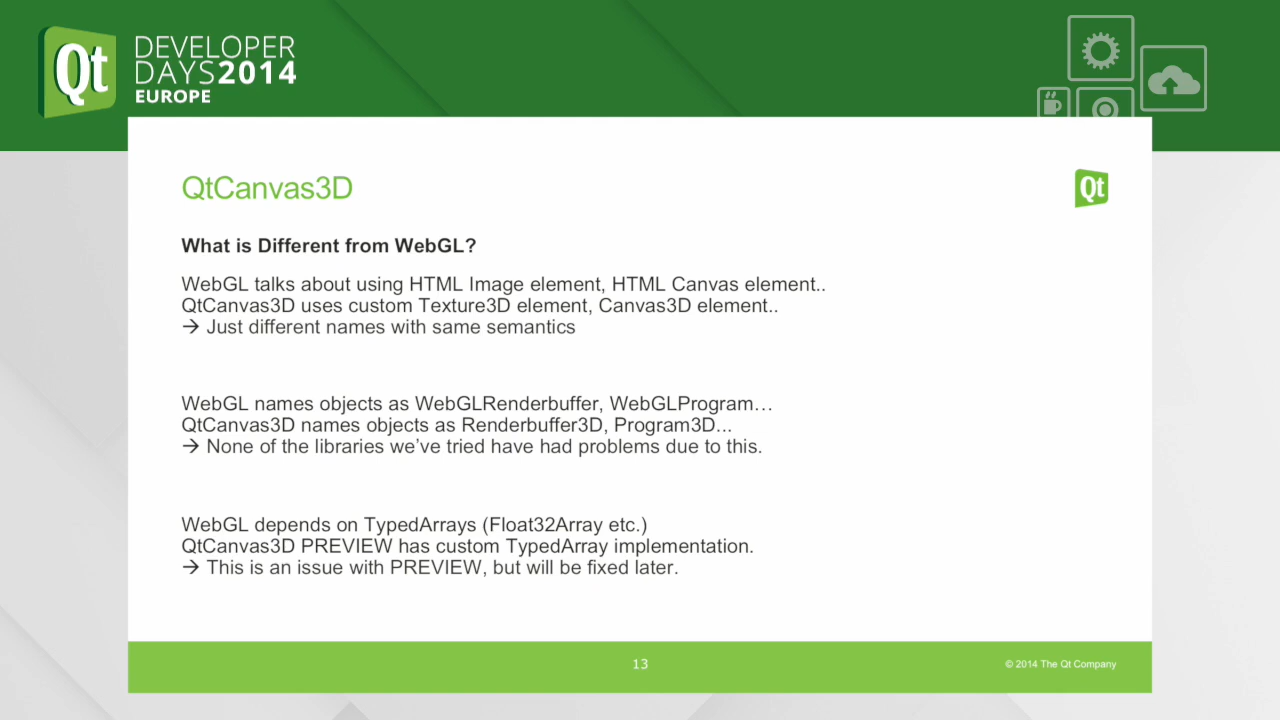 Qt
DEVELOPER
DAYS2014
EUROPE
QtCanvas3D
Qt
What is Different from WebGL?
WebGL talks about using HTML Image element, HTML Canvas element..
QtCanvas3D uses custom Texture3D element, Canvas3D element..
→ Just different names with same semantics
WebGL names objects as WebGLRenderbuffer, WebGLProgram…
QtCanvas3D names objects as Renderbuffer3D, Program3D...
→ None of the libraries we’ve tried have had problems due to this.
WebGL depends on TypedArrays (Float32Array etc.)
QtCanvas3D PREVIEW has custom TypedArray implementation.
→ This is an issue with PREVIEW, but will be fixed later.
13
© 2014 The Qt Company